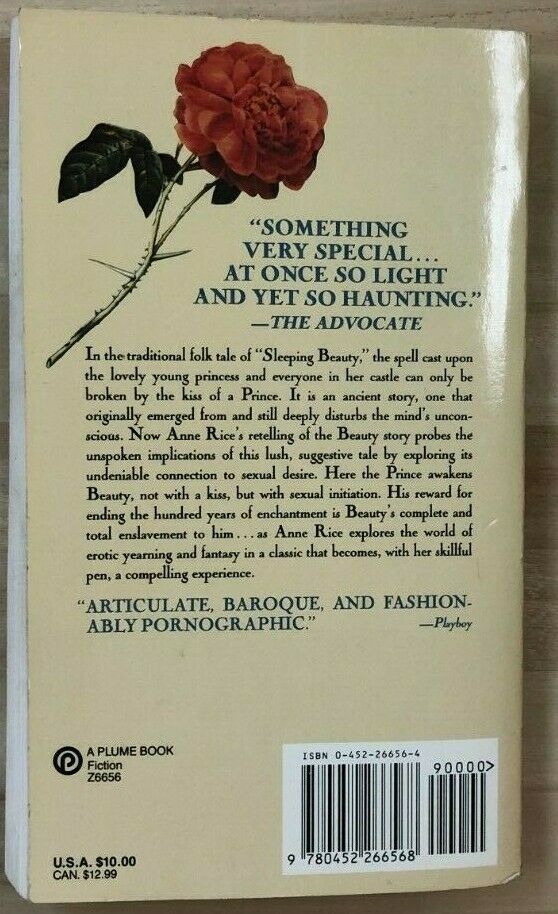 “SOMETHING
VERY SPECIAL...
AT ONCE SO LIGHT
AND YET SO HAUNTING.”
—THE ADVOCATE
In the traditional folk tale of “Sleeping Beauty,” the spell cast upon
the lovely young princess and everyone in her castle can only be
broken by the kiss of a Prince. It is an ancient story, one that
originally emerged from and still deeply disturbs the mind’s uncon-
scious. Now Anne Rice’s retelling of the Beauty story probes the
unspoken implications of this lush, suggestive tale by exploring its
undeniable connection to sexual desire. Here the Prince awakens
Beauty, not with a kiss, but with sexual initiation. His reward for
ending the hundred years of enchantment is Beauty’s complete and
total enslavement to him...as Anne Rice explores the world of
erotic yearning and fantasy in a classic that becomes, with her skillful
pen, a compelling experience.
“ARTICULATE, BAROQUE, AND FASHION-
ABLY PORNOGRAPHIC.”
—Playboy
A PLUME BOOK
Fiction
Z6656
U.S.A. $10.00
CAN. $12.99
ISBN 0-452-26656-4
90000>
9 780452 266568